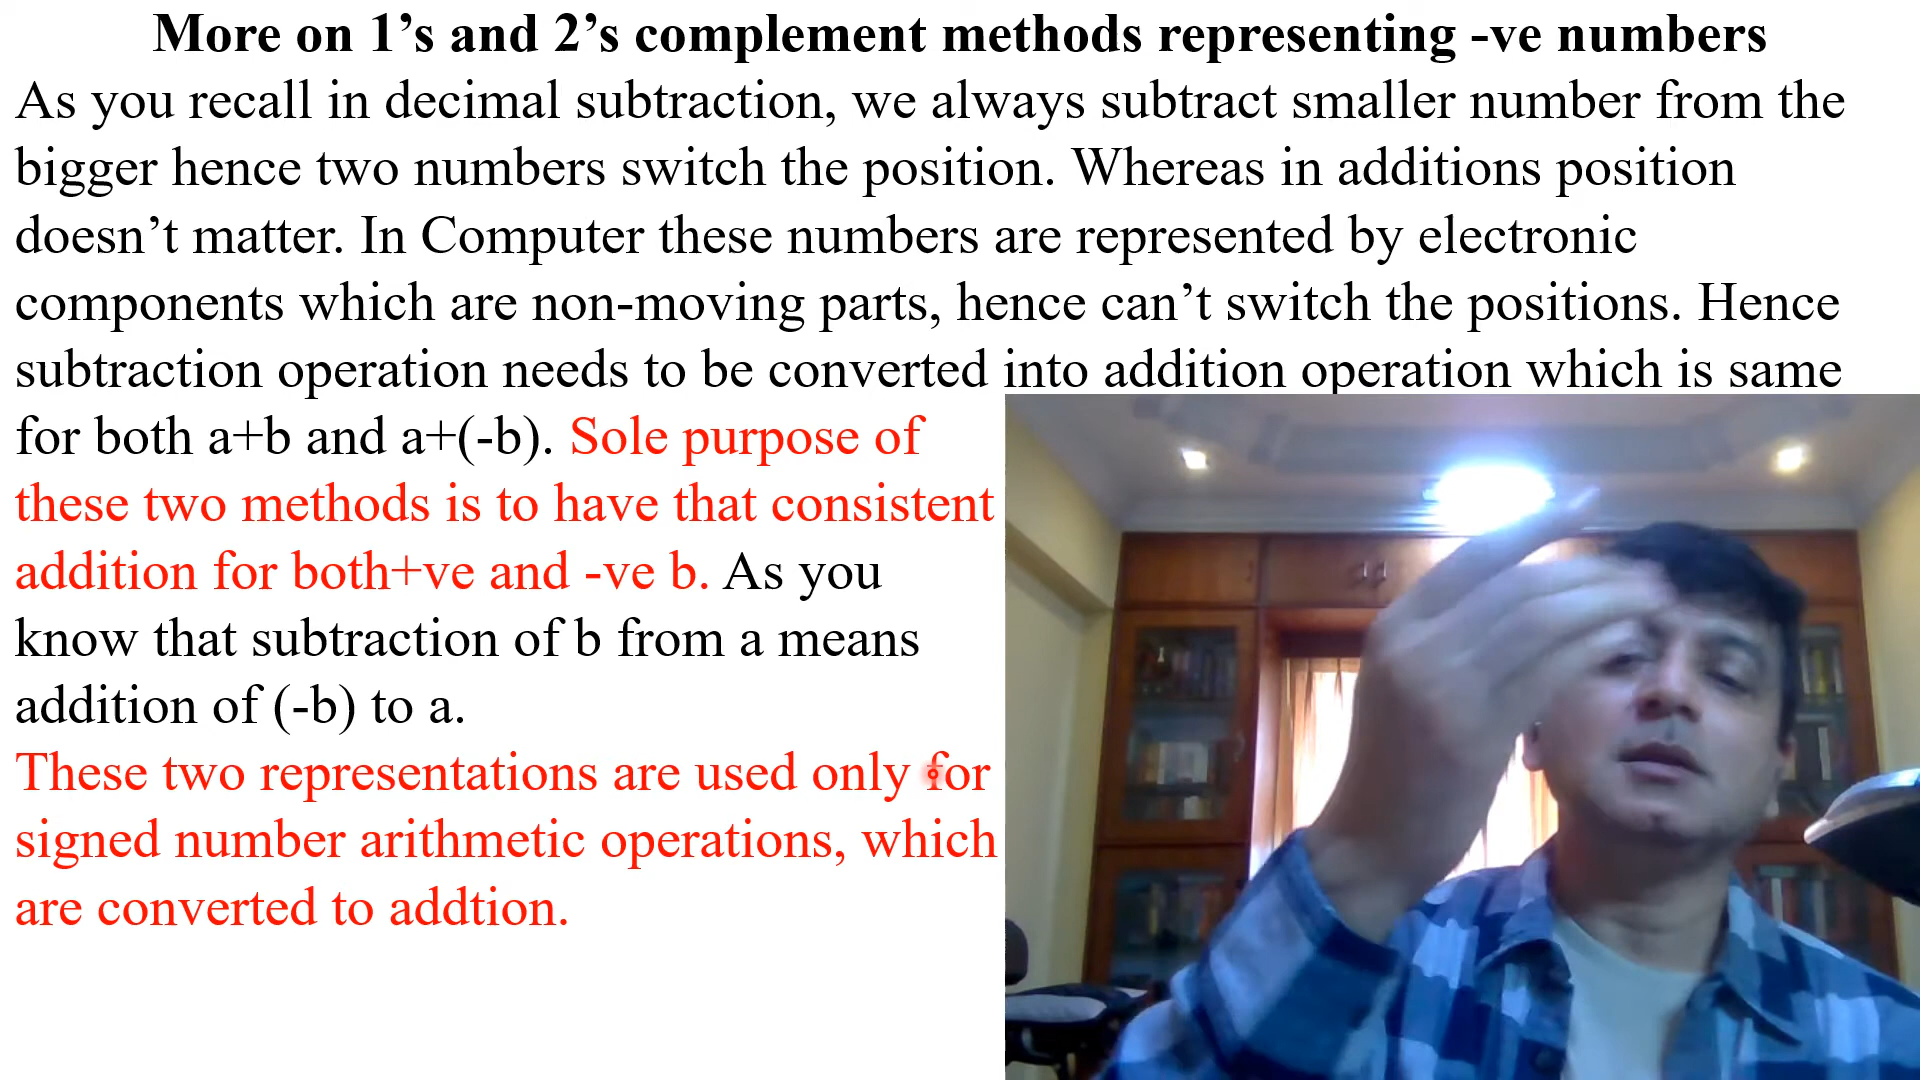 More on 1’s and 2’s complement methods representing -ve numbers
As you recall in decimal subtraction, we always subtract smaller number from the
bigger hence two numbers switch the position. Whereas in additions position
doesn’t matter. In Computer these numbers are represented by electronic
components which are non-moving parts, hence can’t switch the positions. Hence
subtraction operation needs to be converted into addition operation which is same
for both a+b and a+(-b). Sole purpose of
these two methods is to have that consistent
addition for both+ve and -ve b. As you
know that subtraction of b from a means
addition of (-b) to a.
These two representations are used only for
signed number arithmetic operations, which
are converted to addtion.